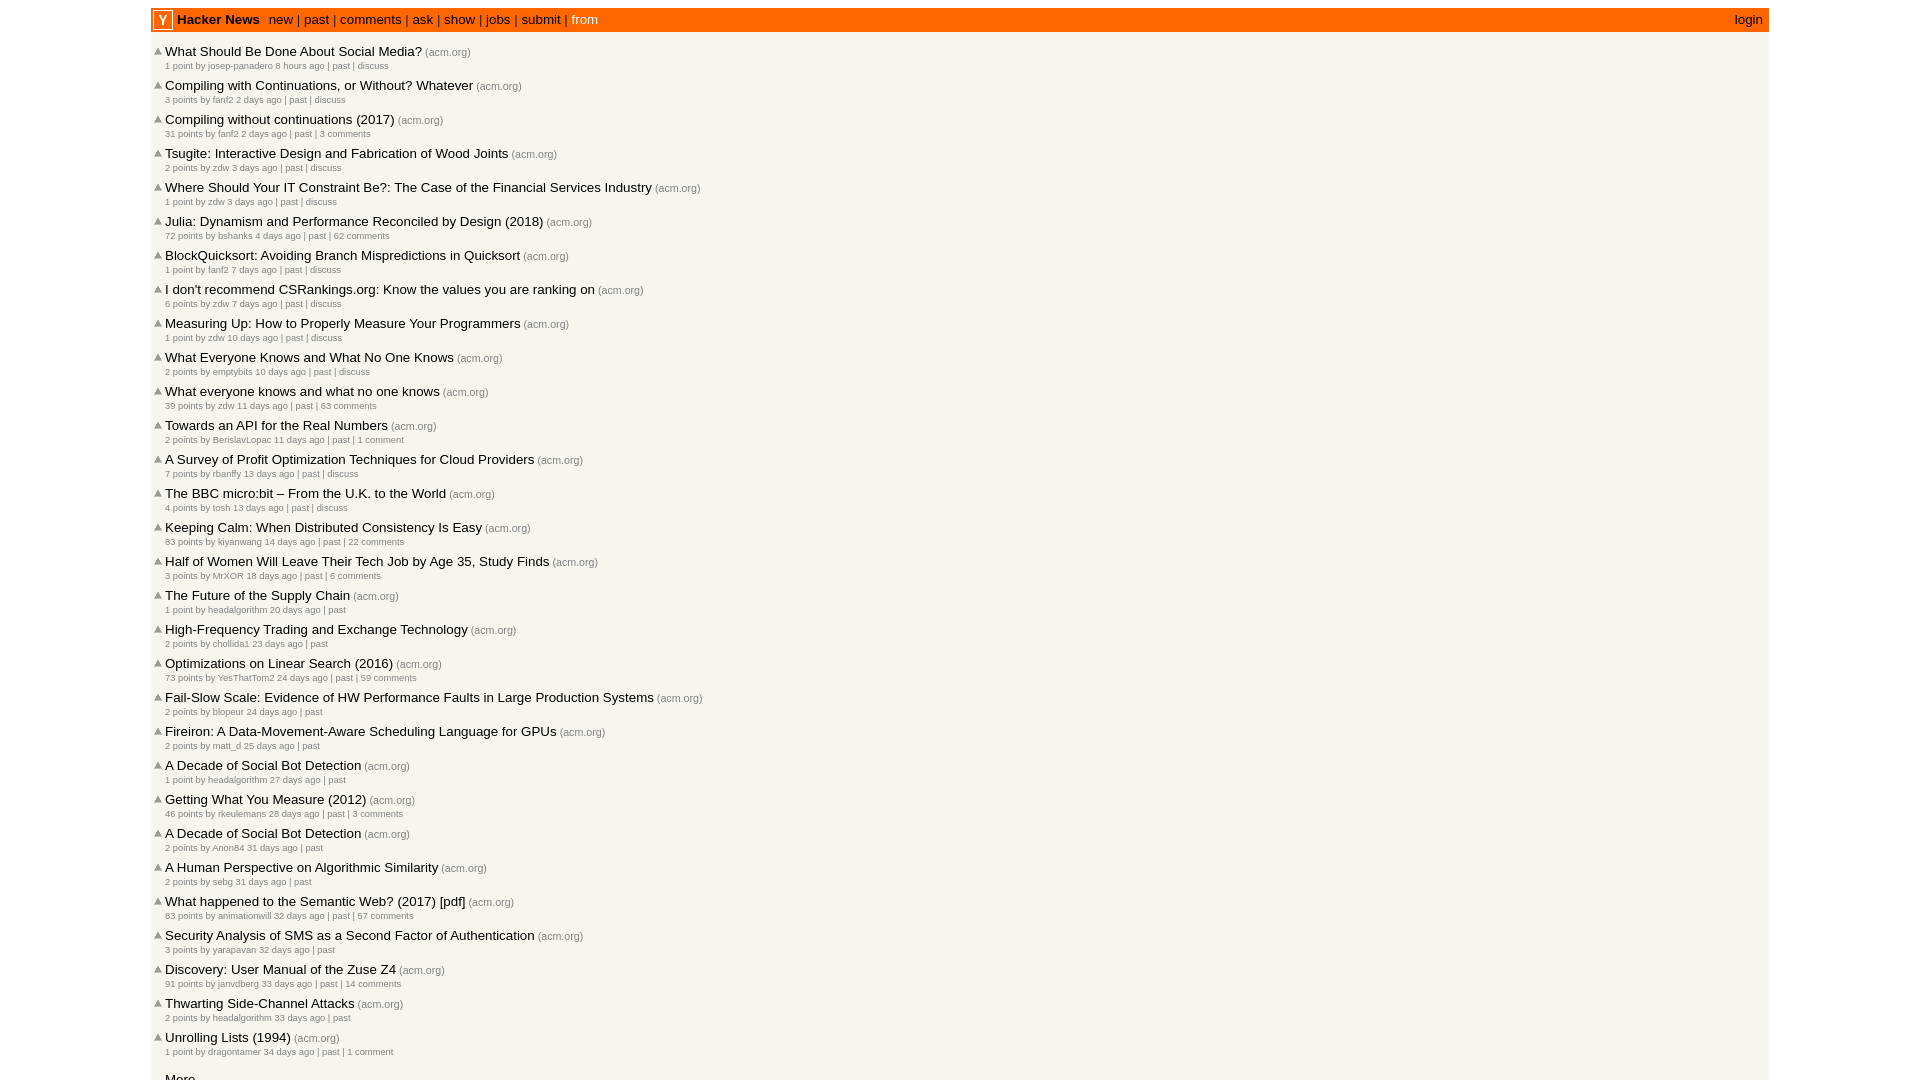 Y Hacker News new | past | comments | ask | show | jobs | submit | from login
What Should Be Done About Social Media? (acm.org)
1 point by josep-panadero 8 hours ago | past | discuss
Compiling with Continuations, or Without? Whatever (acm.org)
3 points by fanf2 2 days ago | past | discuss
Compiling without continuations (2017) (acm.org)
31 points by fanf2 2 days ago | past | 3 comments
Tsugite: Interactive Design and Fabrication of Wood Joints (acm.org)
2 points by zdw 3 days ago | past | discuss
Where Should Your IT Constraint Be?: The Case of the Financial Services Industry (acm.org)
1 point by zdw 3 days ago | past | discuss
Julia: Dynamism and Performance Reconciled by Design (2018) (acm.org)
72 points by bshanks 4 days ago | past | 62 comments
BlockQuicksort: Avoiding Branch Mispredictions in Quicksort (acm.org)
1 point by fanf2 7 days ago | past | discuss
I don't recommend CSRankings.org: Know the values you are ranking on (acm.org)
6 points by zdw 7 days ago | past | discuss
Measuring Up: How to Properly Measure Your Programmers (acm.org)
1 point by zdw 10 days ago | past | discuss
What Everyone Knows and What No One Knows (acm.org)
2 points by emptybits 10 days ago | past | discuss
What everyone knows and what no one knows (acm.org)
39 points by zdw 11 days ago | past | 63 comments
Towards an API for the Real Numbers (acm.org)
2 points by BerislavLopac 11 days ago | past | 1 comment
A Survey of Profit Optimization Techniques for Cloud Providers (acm.org)
7 points by rbanffy 13 days ago | past | discuss
The BBC micro:bit – From the U.K. to the World (acm.org)
4 points by tosh 13 days ago | past | discuss
Keeping Calm: When Distributed Consistency Is Easy (acm.org)
83 points by kiyanwang 14 days ago | past | 22 comments
Half of Women Will Leave Their Tech Job by Age 35, Study Finds (acm.org)
3 points by MrXOR 18 days ago | past | 6 comments
The Future of the Supply Chain (acm.org)
1 point by headalgorithm 20 days ago | past
High-Frequency Trading and Exchange Technology (acm.org)
2 points by chollida1 23 days ago | past
Optimizations on Linear Search (2016) (acm.org)
73 points by YesThatTom2 24 days ago | past | 59 comments
Fail-Slow Scale: Evidence of HW Performance Faults in Large Production Systems (acm.org)
2 points by blopeur 24 days ago | past
Fireiron: A Data-Movement-Aware Scheduling Language for GPUs (acm.org)
2 points by matt_d 25 days ago | past
A Decade of Social Bot Detection (acm.org)
1 point by headalgorithm 27 days ago | past
Getting What You Measure (2012) (acm.org)
46 points by rkeulemans 28 days ago | past | 3 comments
A Decade of Social Bot Detection (acm.org)
2 points by Anon84 31 days ago | past
A Human Perspective on Algorithmic Similarity (acm.org)
2 points by sebg 31 days ago | past
What happened to the Semantic Web? (2017) [pdf] (acm.org)
83 points by animationwill 32 days ago | past | 57 comments
Security Analysis of SMS as a Second Factor of Authentication (acm.org)
3 points by yarapavan 32 days ago | past
Discovery: User Manual of the Zuse Z4 (acm.org)
91 points by janvdberg 33 days ago | past | 14 comments
Thwarting Side-Channel Attacks (acm.org)
2 points by headalgorithm 33 days ago | past
Unrolling Lists (1994) (acm.org)
1 point by dragontamer 34 days ago | past | 1 comment
More